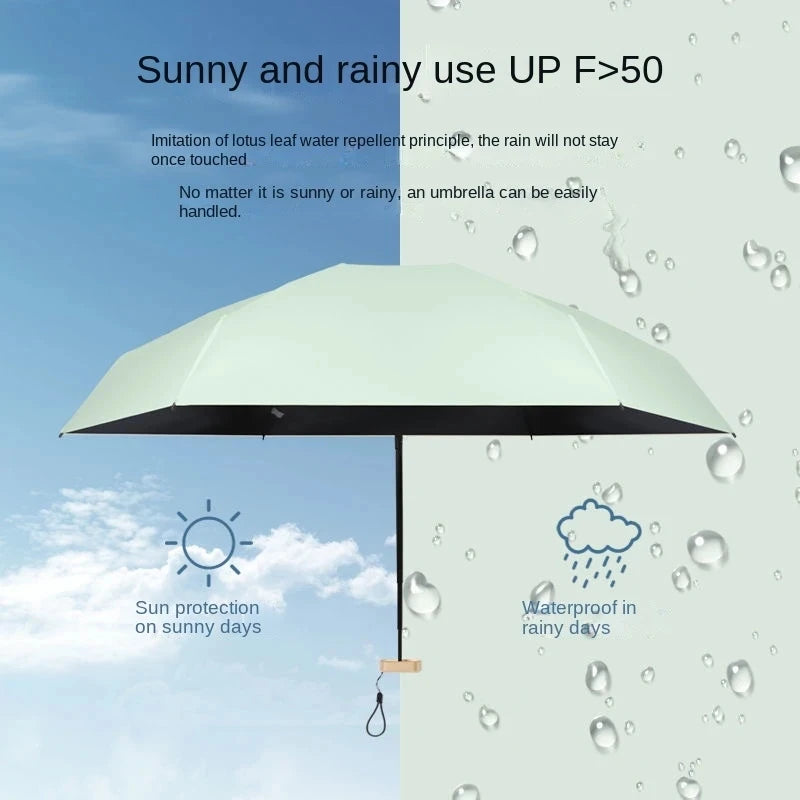 Sunny and rainy use UP F>50
Imitation of lotus leaf water repellent principle, the rain will not stay
once touched
No matter it is sunny or rainy, an umbrella can be easily
handled.
Sun protection
on sunny days
Waterproof in
rainy days